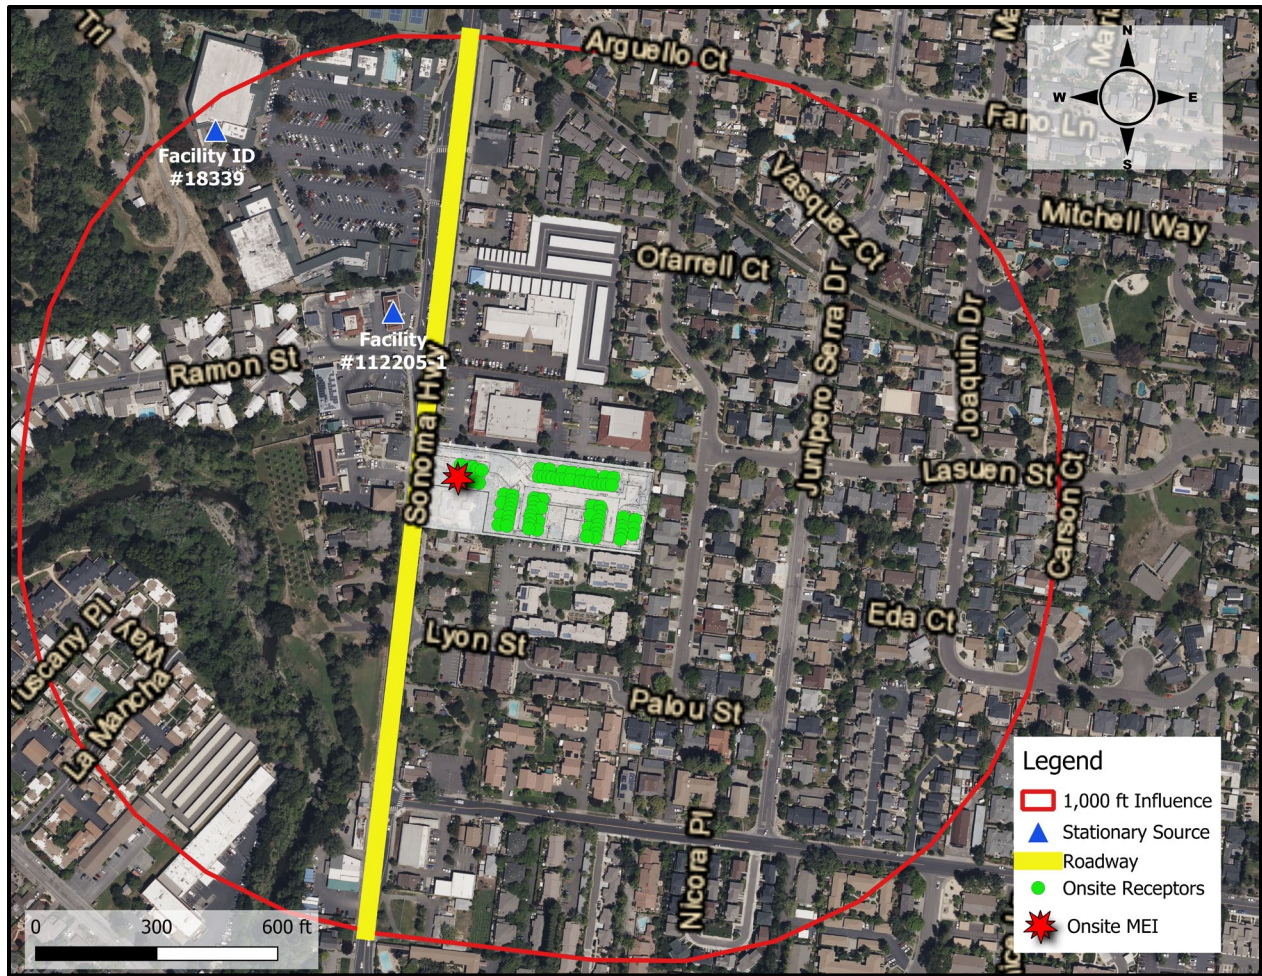 Trl
Arguello Ct
Ma
Maria
N
W
E
S
Fano Ln
Facility ID
#18339
Vasquez Ct
Mitchell Way
Ofarrell Ct
Junipero Serra Dr
Joaquin Dr
Facility
#112205-1
Ramon St
Sonoma Hwy
Lasuen St
Carson Ct
Tuscany Pl
La Mancha
Way
Lyon St
Eda Ct
Palou St
Nicora Pl
Legend
1,000 ft Influence
Stationary Source
Roadway
Onsite Receptors
Onsite MEI
0 300 600 ft